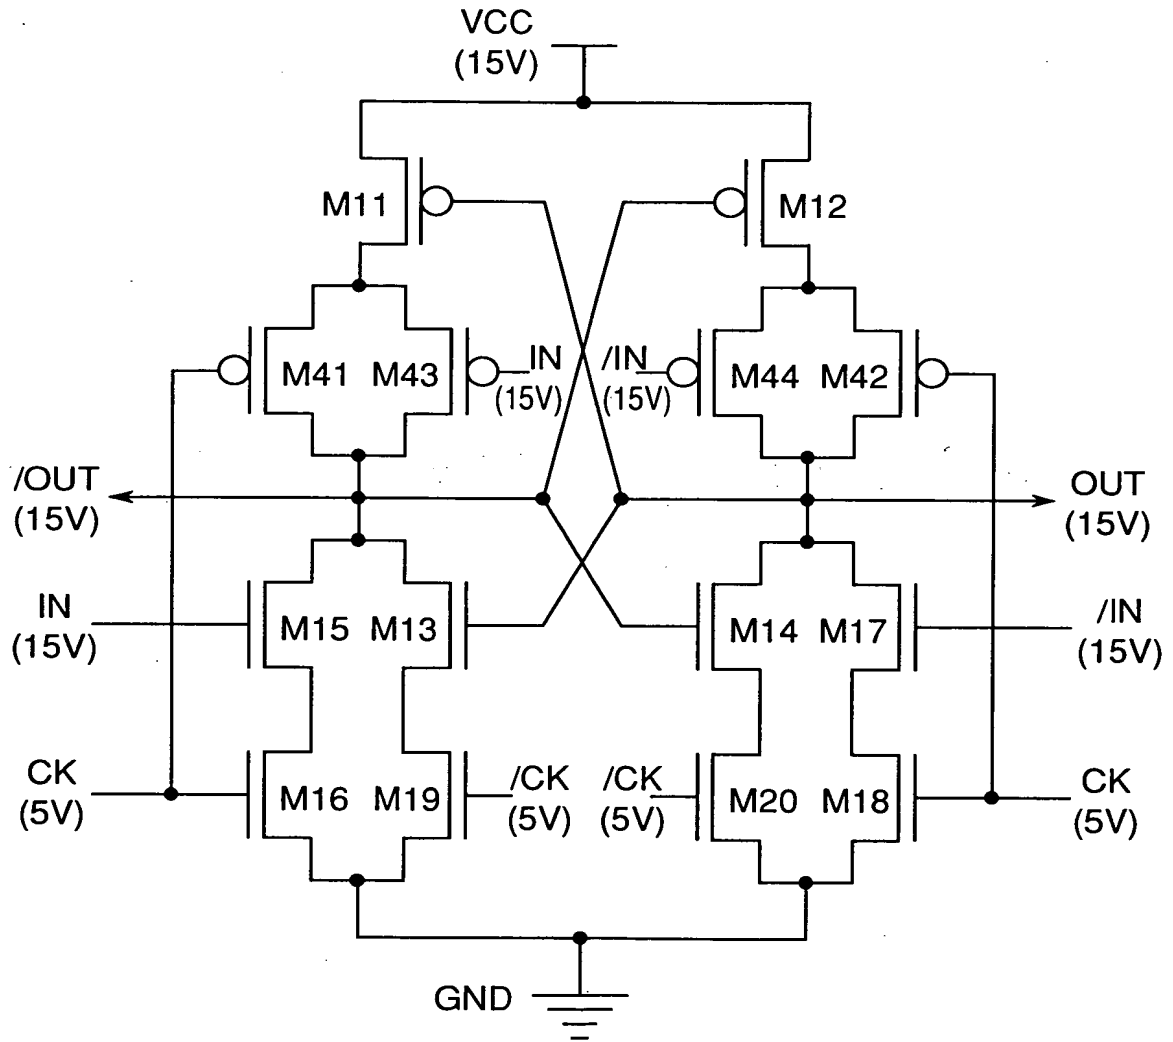 VCC
(15V)
M11
M12
M41
M43
IN
(15V)
/IN
(15V)
M44
M42
/OUT
(15V)
OUT
(15V)
IN
(15V)
M15
M13
M14
M17
/IN
(15V)
CK
(5V)
M16
M19
/CK
(5V)
/CK
(5V)
M20
M18
CK
(5V)
GND